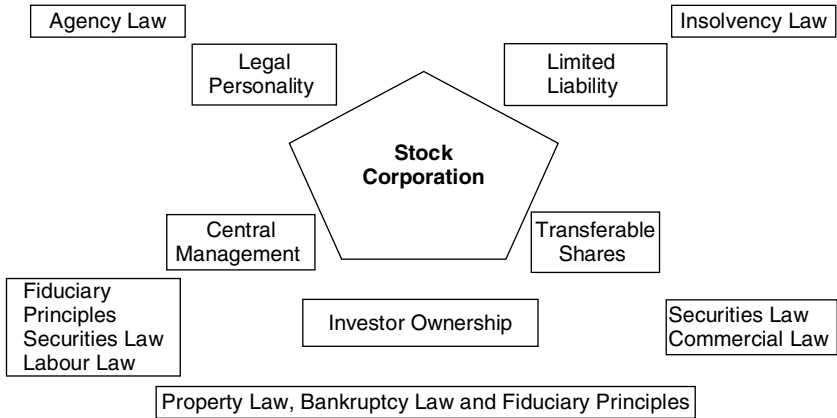 Agency Law
Insolvency Law
Legal
Personality
Limited
Liability
Stock
Corporation
Central
Management
Transferable
Shares
Fiduciary
Principles
Securities Law
Labour Law
Investor Ownership
Securities Law
Commercial Law
Property Law, Bankruptcy Law and Fiduciary Principles